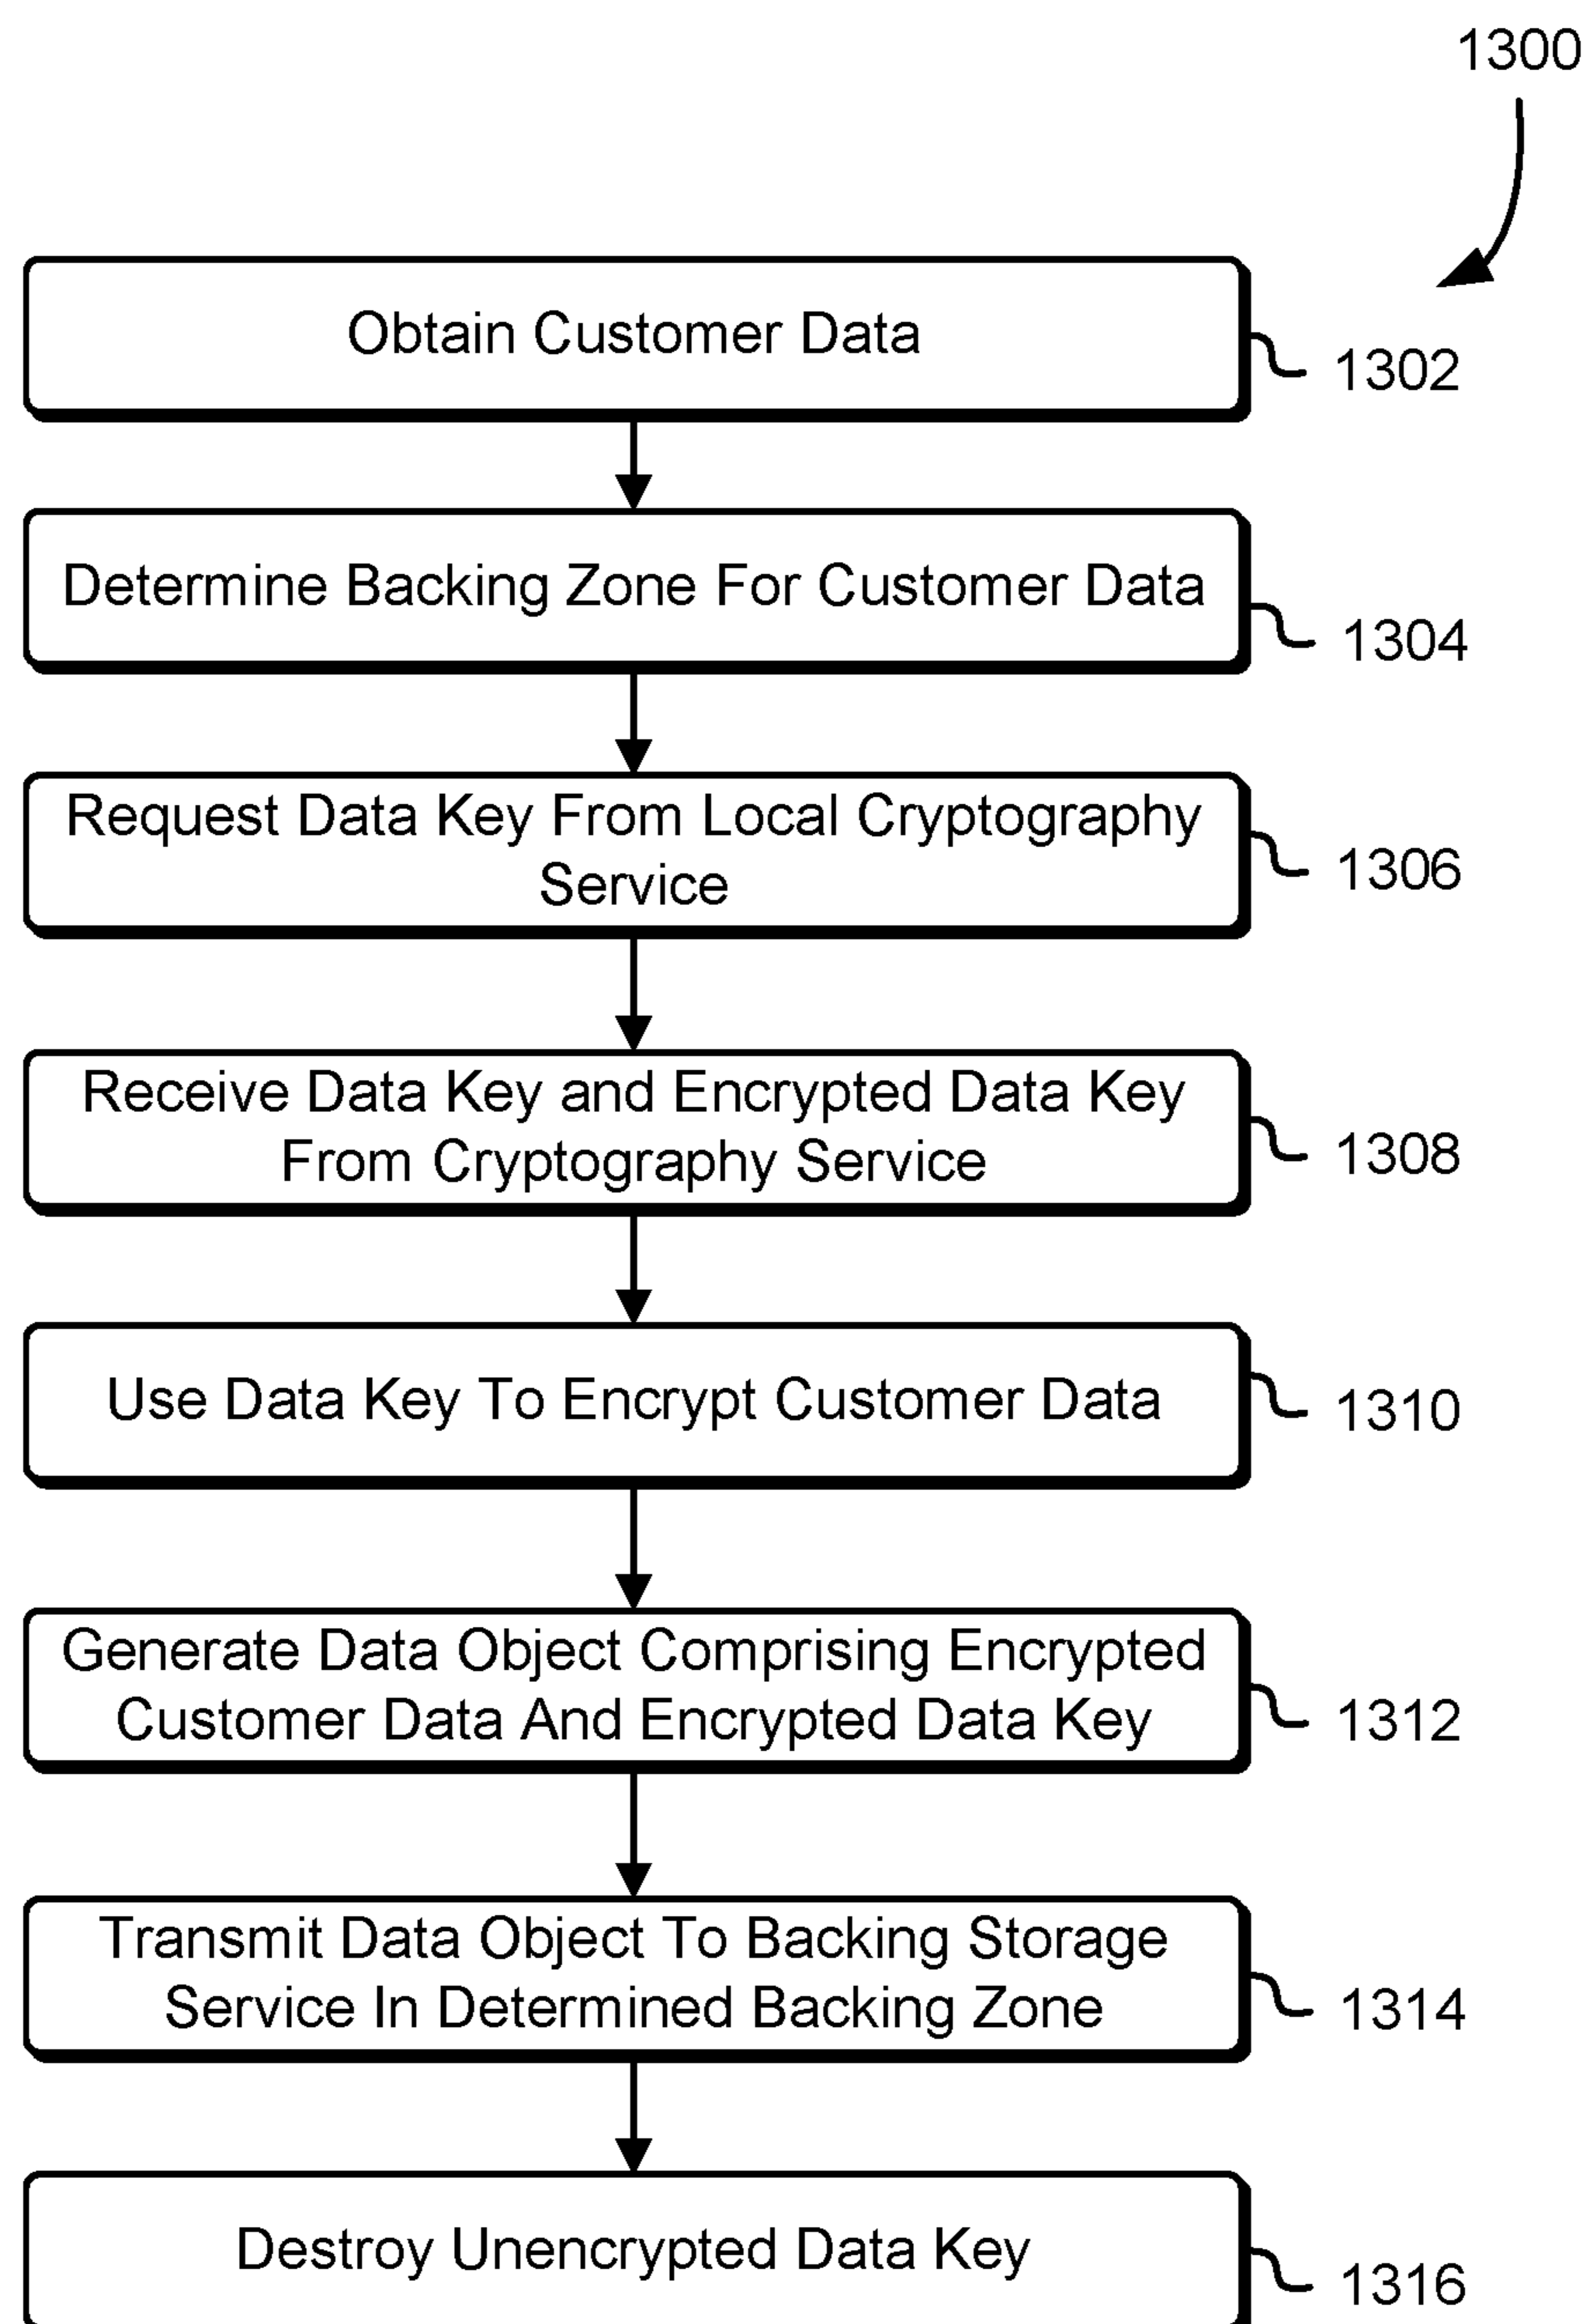 1300
Obtain Customer Data
1302
Determine Backing Zone For Customer Data
1304
Request Data Key From Local Cryptography
Service
1306
Receive Data Key and Encrypted Data Key
From Cryptography Service
1308
Use Data Key To Encrypt Customer Data
1310
Generate Data Object Comprising Encrypted
Customer Data And Encrypted Data Key
1312
Transmit Data Object To Backing Storage
Service In Determined Backing Zone
1314
Destroy Unencrypted Data Key
1316